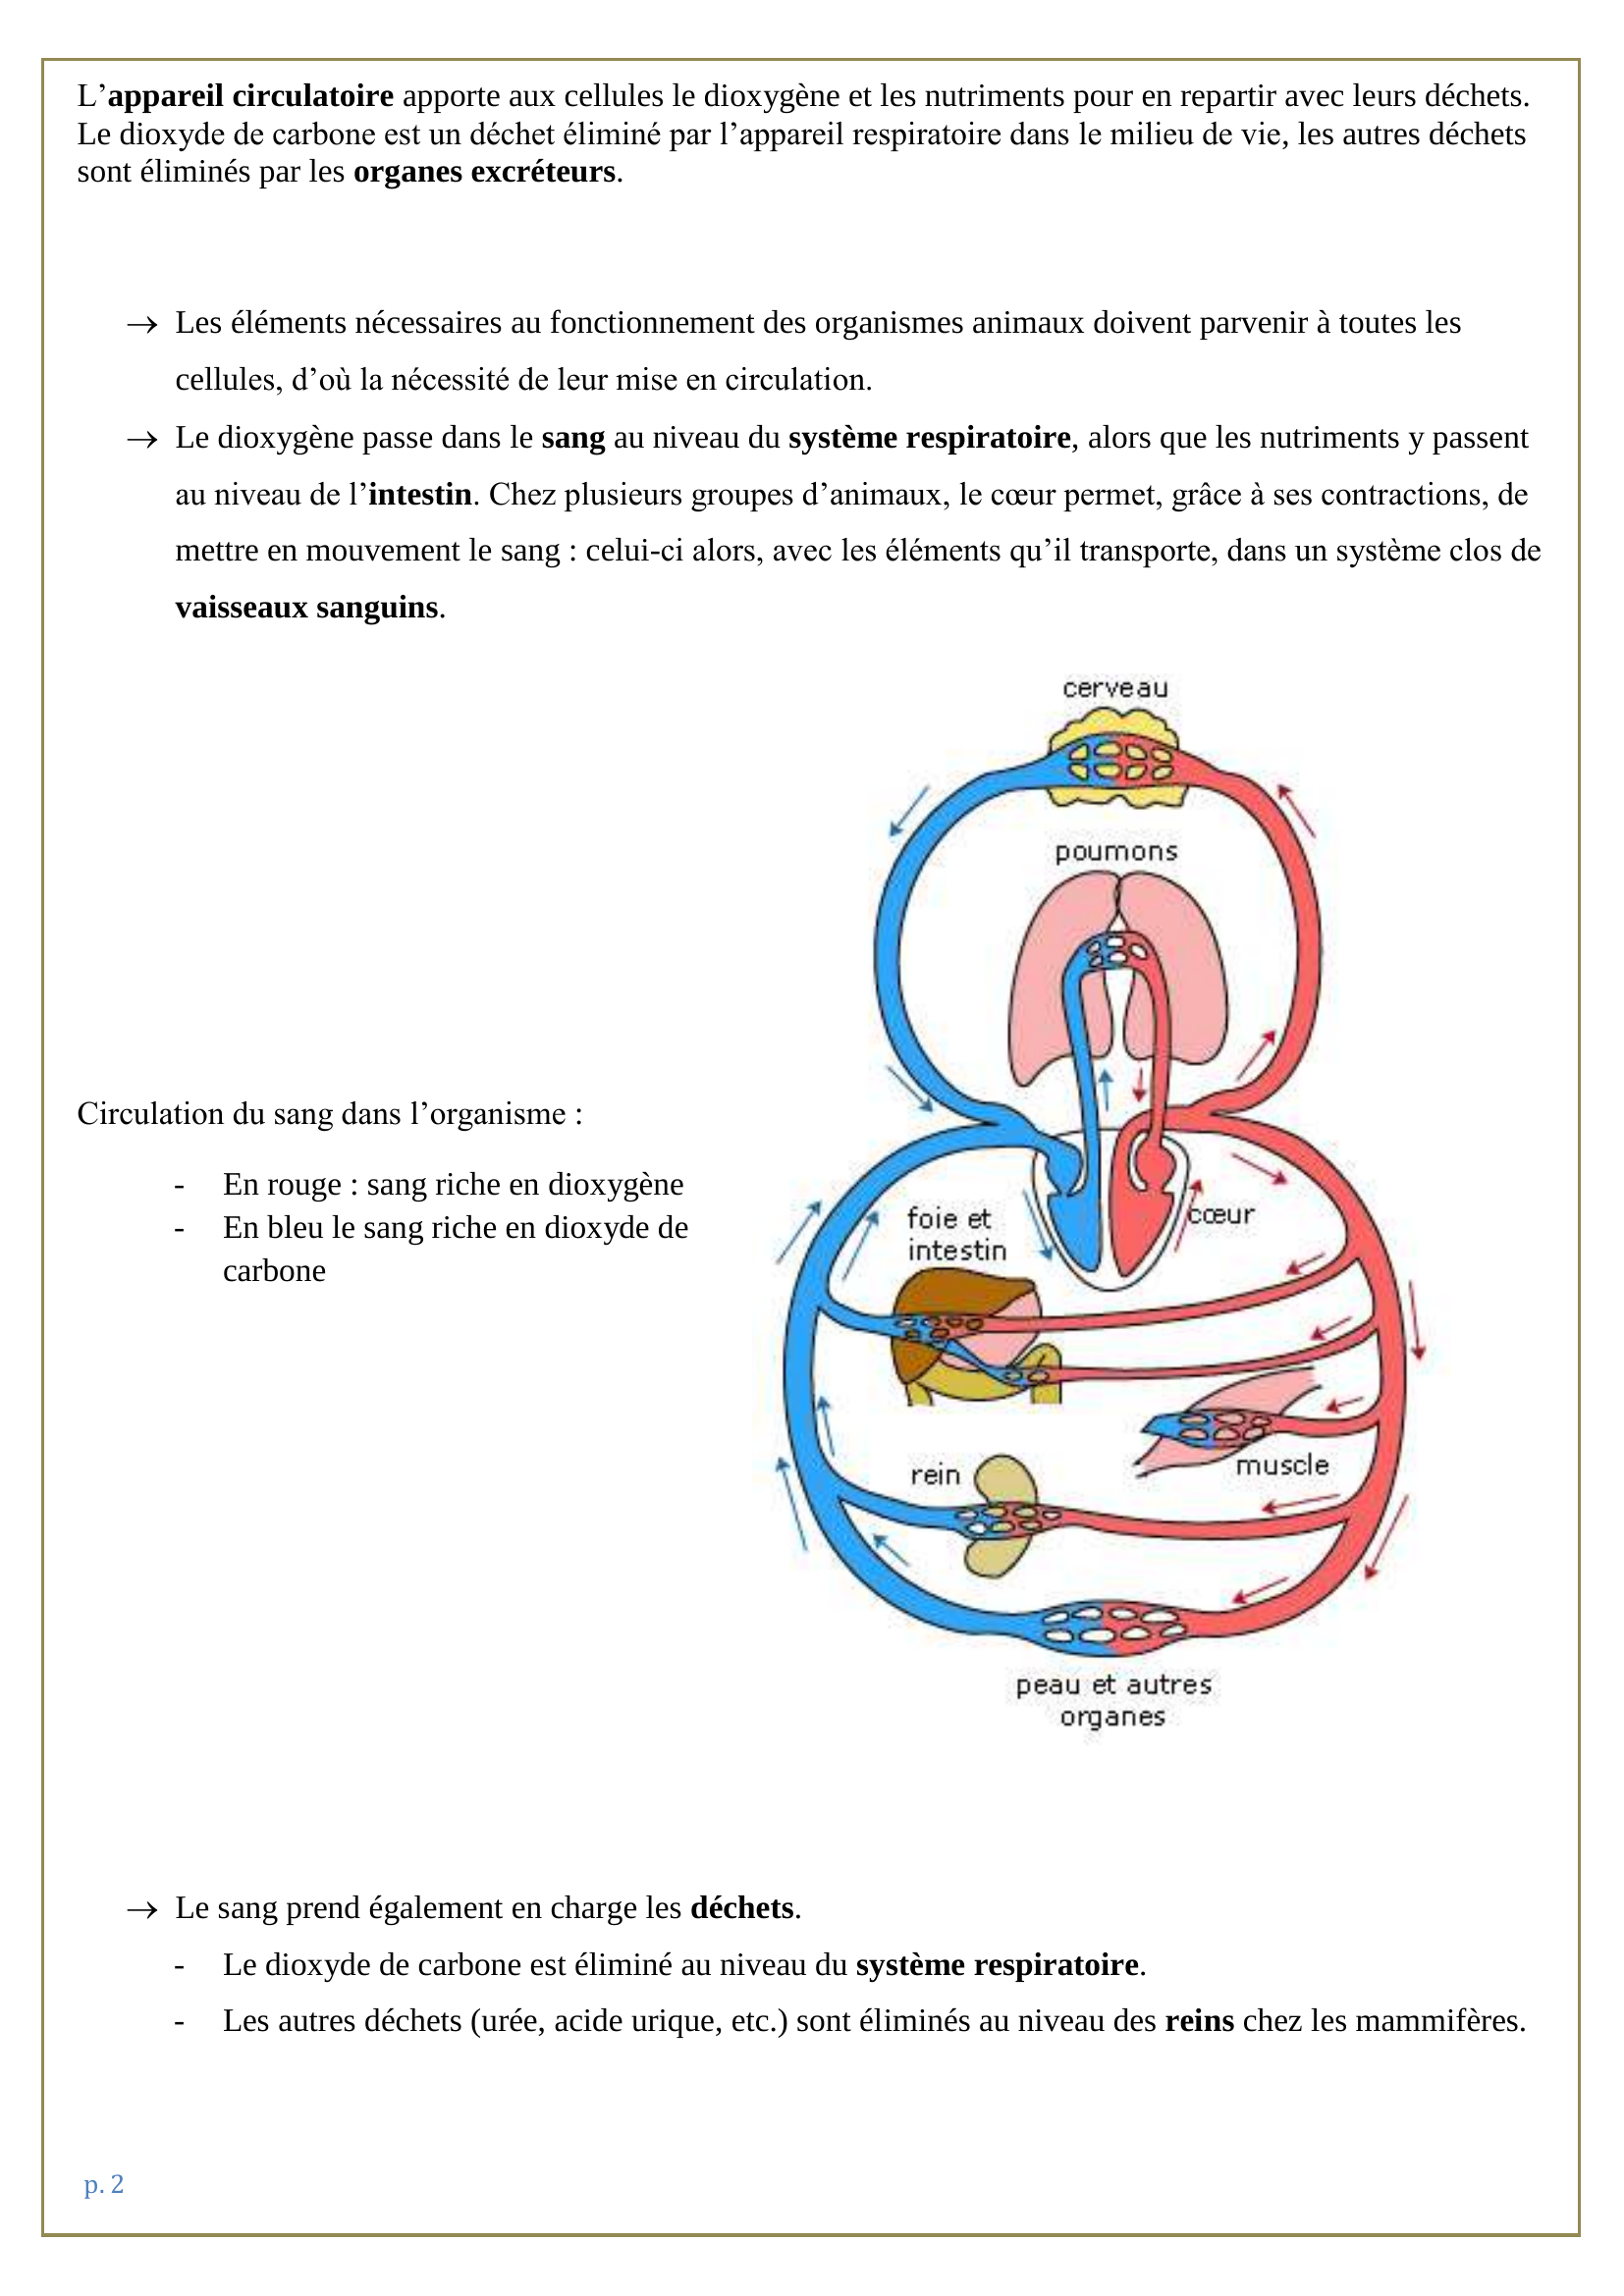 L’appareil circulatoire apporte aux cellules le dioxygène et les nutriments pour en repartir avec leurs déchets.
Le dioxyde de carbone est un déchet éliminé par l’appareil respiratoire dans le milieu de vie, les autres déchets
sont éliminés par les organes excréteurs.
→ Les éléments nécessaires au fonctionnement des organismes animaux doivent parvenir à toutes les
cellules, d’où la nécessité de leur mise en circulation.
→ Le dioxygène passe dans le sang au niveau du système respiratoire, alors que les nutriments y passent
au niveau de l’intestin. Chez plusieurs groupes d’animaux, le cœur permet, grâce à ses contractions, de
mettre en mouvement le sang : celui-ci alors, avec les éléments qu’il transporte, dans un système clos de
vaisseaux sanguins.
cerveau
poumons
Circulation du sang dans l’organisme :
- En rouge : sang riche en dioxygène
- En bleu le sang riche en dioxyde de
carbone
foie et
intestin
cœur
muscle
rein
peau et autres
organes
→ Le sang prend également en charge les déchets.
- Le dioxyde de carbone est éliminé au niveau du système respiratoire.
- Les autres déchets (urée, acide urique, etc.) sont éliminés au niveau des reins chez les mammifères.
p. 2